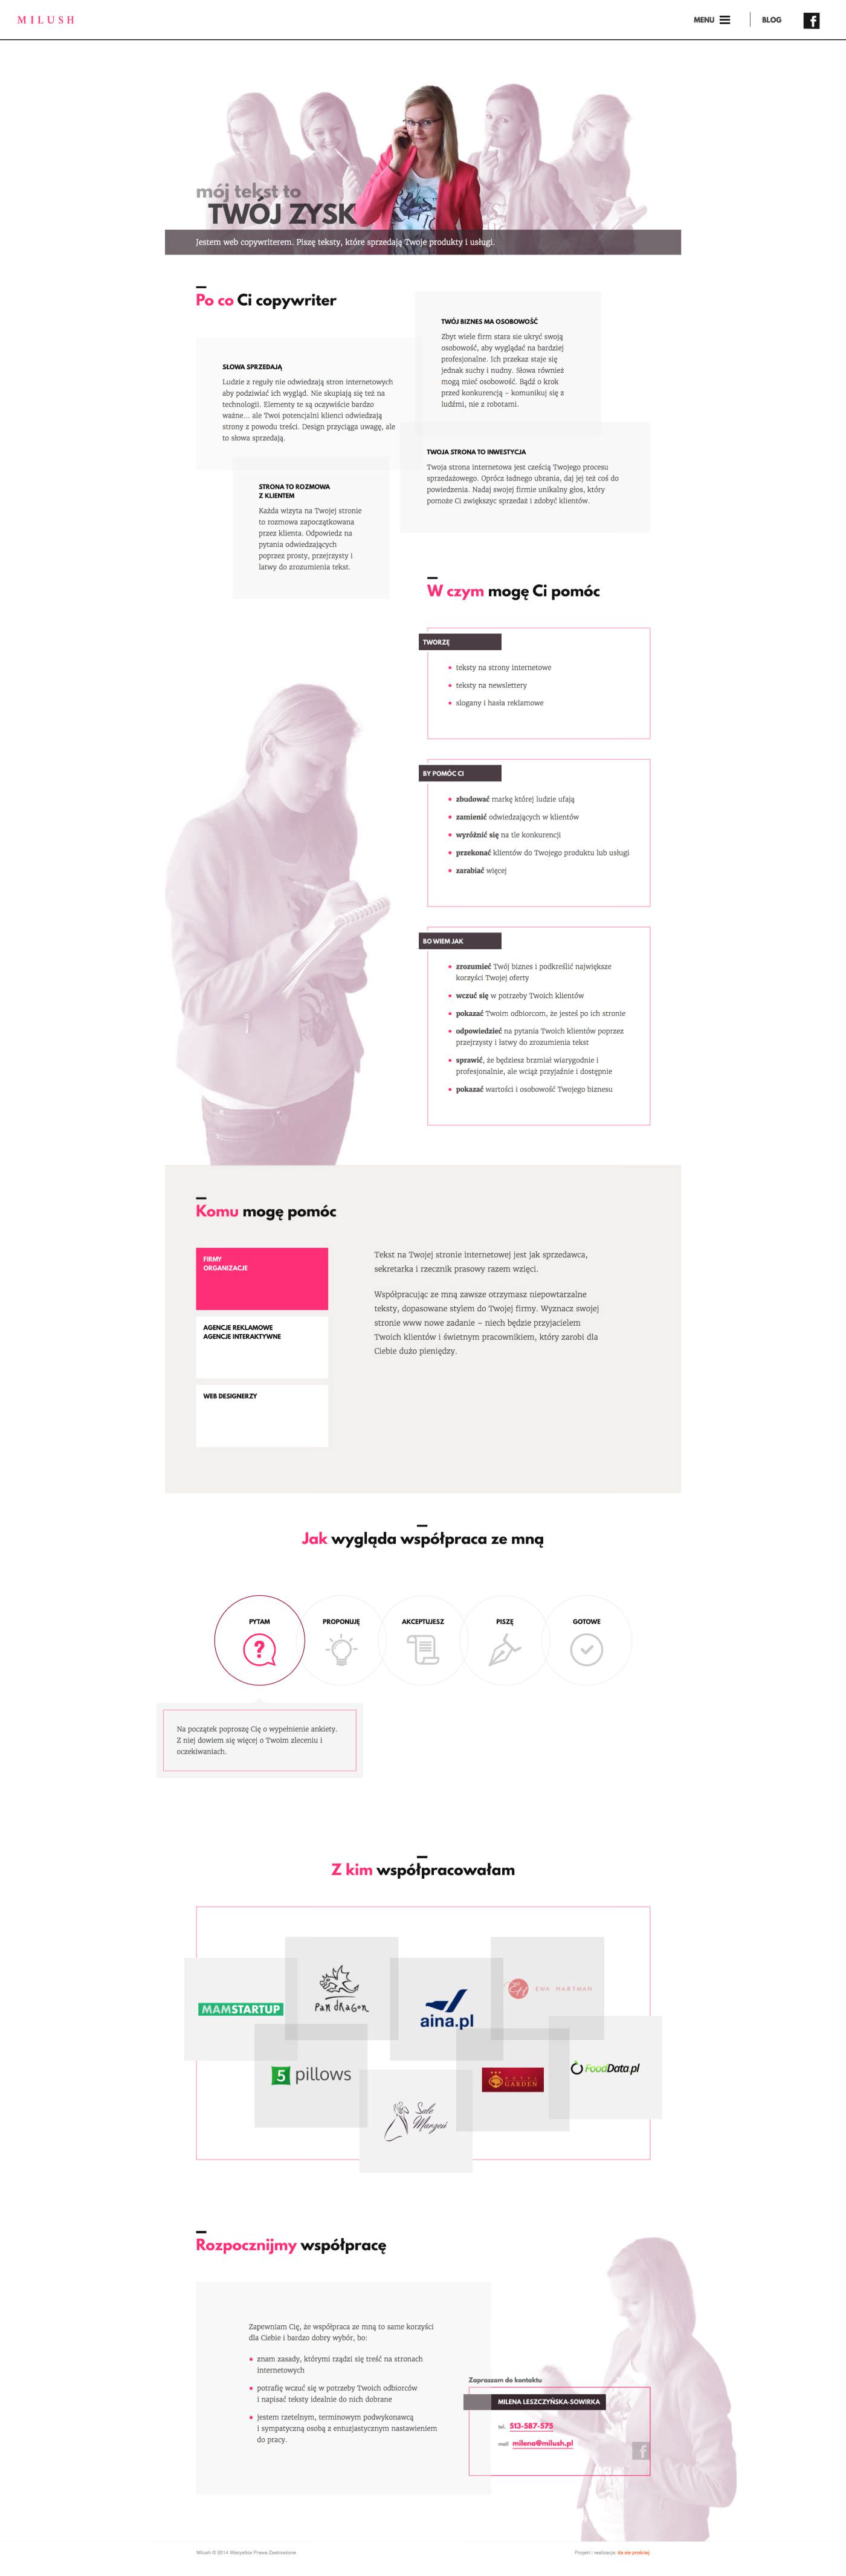 MILUSH
MENU
BLOG
mój tekst to
TWÓJ ZYSK
Jestem web copywriterem. Piszę teksty, które sprzedają Twoje produkty i usługi.
Po co Ci copywriter
SŁOWA SPRZEDAJĄ
Ludzie z reguły nie odwiedzają stron internetowych
aby podziwiać ich wygląd. Nie skupiają się też na
technologii. Elementy te są oczywiście bardzo
ważne... ale Twoi potencjalni klienci odwiedzają
strony z powodu treści. Design przyciąga uwagę, ale
to słowa sprzedają.
TWÓJ BIZNES MA OSOBOWOŚĆ
Zbyt wiele firm stara sie ukryć swoją
osobowość, aby wyglądać na bardziej
profesjonalne. Ich przekaz staje się
jednak suchy i nudny. Słowa również
mogą mieć osobowość. Bądź o krok
przed konkurencją – komunikuj się z
ludźmi, nie z robotami.
STRONA TO ROZMOWA
Z KLIENTEM
Każda wizyta na Twojej stronie
to rozmowa zapoczątkowana
przez klienta. Odpowiedz na
pytania odwiedzających
poprzez prosty, przejrzysty i
łatwy do zrozumienia tekst.
TWOJA STRONA TO INWESTYCJA
Twoja strona internetowa jest cześcią Twojego procesu
sprzedażowego. Oprócz ładnego ubrania, daj jej też coś do
powiedzenia. Nadaj swojej firmie unikalny głos, który
pomoże Ci zwiększyc sprzedaż i zdobyć klientów.
W czym mogę Ci pomóc
TWORZĘ
teksty na strony internetowe
teksty na newslettery
slogany i hasła reklamowe
BY POMÓC CI
zbudować markę której ludzie ufają
zamienić odwiedzających w klientów
wyróżnić się na tle konkurencji
przekonać klientów do Twojego produktu lub usługi
zarabiać więcej
BO WIEM JAK
zrozumieć Twój biznes i podkreślić największe
korzyści Twojej oferty
wczuć się w potrzeby Twoich klientów
pokazać Twoim odbiorcom, że jesteś po ich stronie
odpowiedzieć na pytania Twoich klientów poprzez
przejrzysty i łatwy do zrozumienia tekst
sprawić, że będziesz brzmiał wiarygodnie i
profesjonalnie, ale wciąż przyjaźnie i dostępnie
pokazać wartości i osobowość Twojego biznesu
Komu mogę pomóc
FIRMY
ORGANIZACJE
AGENCJE REKLAMOWE
AGENCJE INTERAKTYWNE
WEB DESIGNERZY
Tekst na Twojej stronie internetowej jest jak sprzedawca,
sekretarka i rzecznik prasowy razem wzięci.
Współpracując ze mną zawsze otrzymasz niepowtarzalne
teksty, dopasowane stylem do Twojej firmy. Wyznacz swojej
stronie www nowe zadanie – niech będzie przyjacielem
Twoich klientów i świetnym pracownikiem, który zarobi dla
Ciebie dużo pieniędzy.
Jak wygląda współpraca ze mną
PYTAM
PROPONUJĘ
AKCEPTUJESZ
PISZĘ
GOTOWE
Na początek poproszę Cię o wypełnienie ankiety.
Z niej dowiem się więcej o Twoim zleceniu i
oczekiwaniach.
Z kim współpracowałam
MAMSTARTUP
Pan dRAGon
aina.pl
EWA HARTMAN
5 pillows
Sale
Marzeń
HOTEL
GARDEN
FoodData.pl
Rozpocznijmy współpracę
Zapewniam Cię, że współpraca ze mną to same korzyści
dla Ciebie i bardzo dobry wybór, bo:
znam zasady, którymi rządzi się treść na stronach
internetowych
potrafię wczuć się w potrzeby Twoich odbiorców
i napisać teksty idealnie do nich dobrane
jestem rzetelnym, terminowym podwykonawcą
i sympatyczną osobą z entuzjastycznym nastawieniem
do pracy.
Zapraszam do kontaktu
MILENA LESZCZYŃSKA-SOWIRKA
tel. 513-587-575
mail milena@milush.pl
Milush © 2014 Wszystkie Prawa Zastrzeżone
Projekt i realizacja: da sie prościej